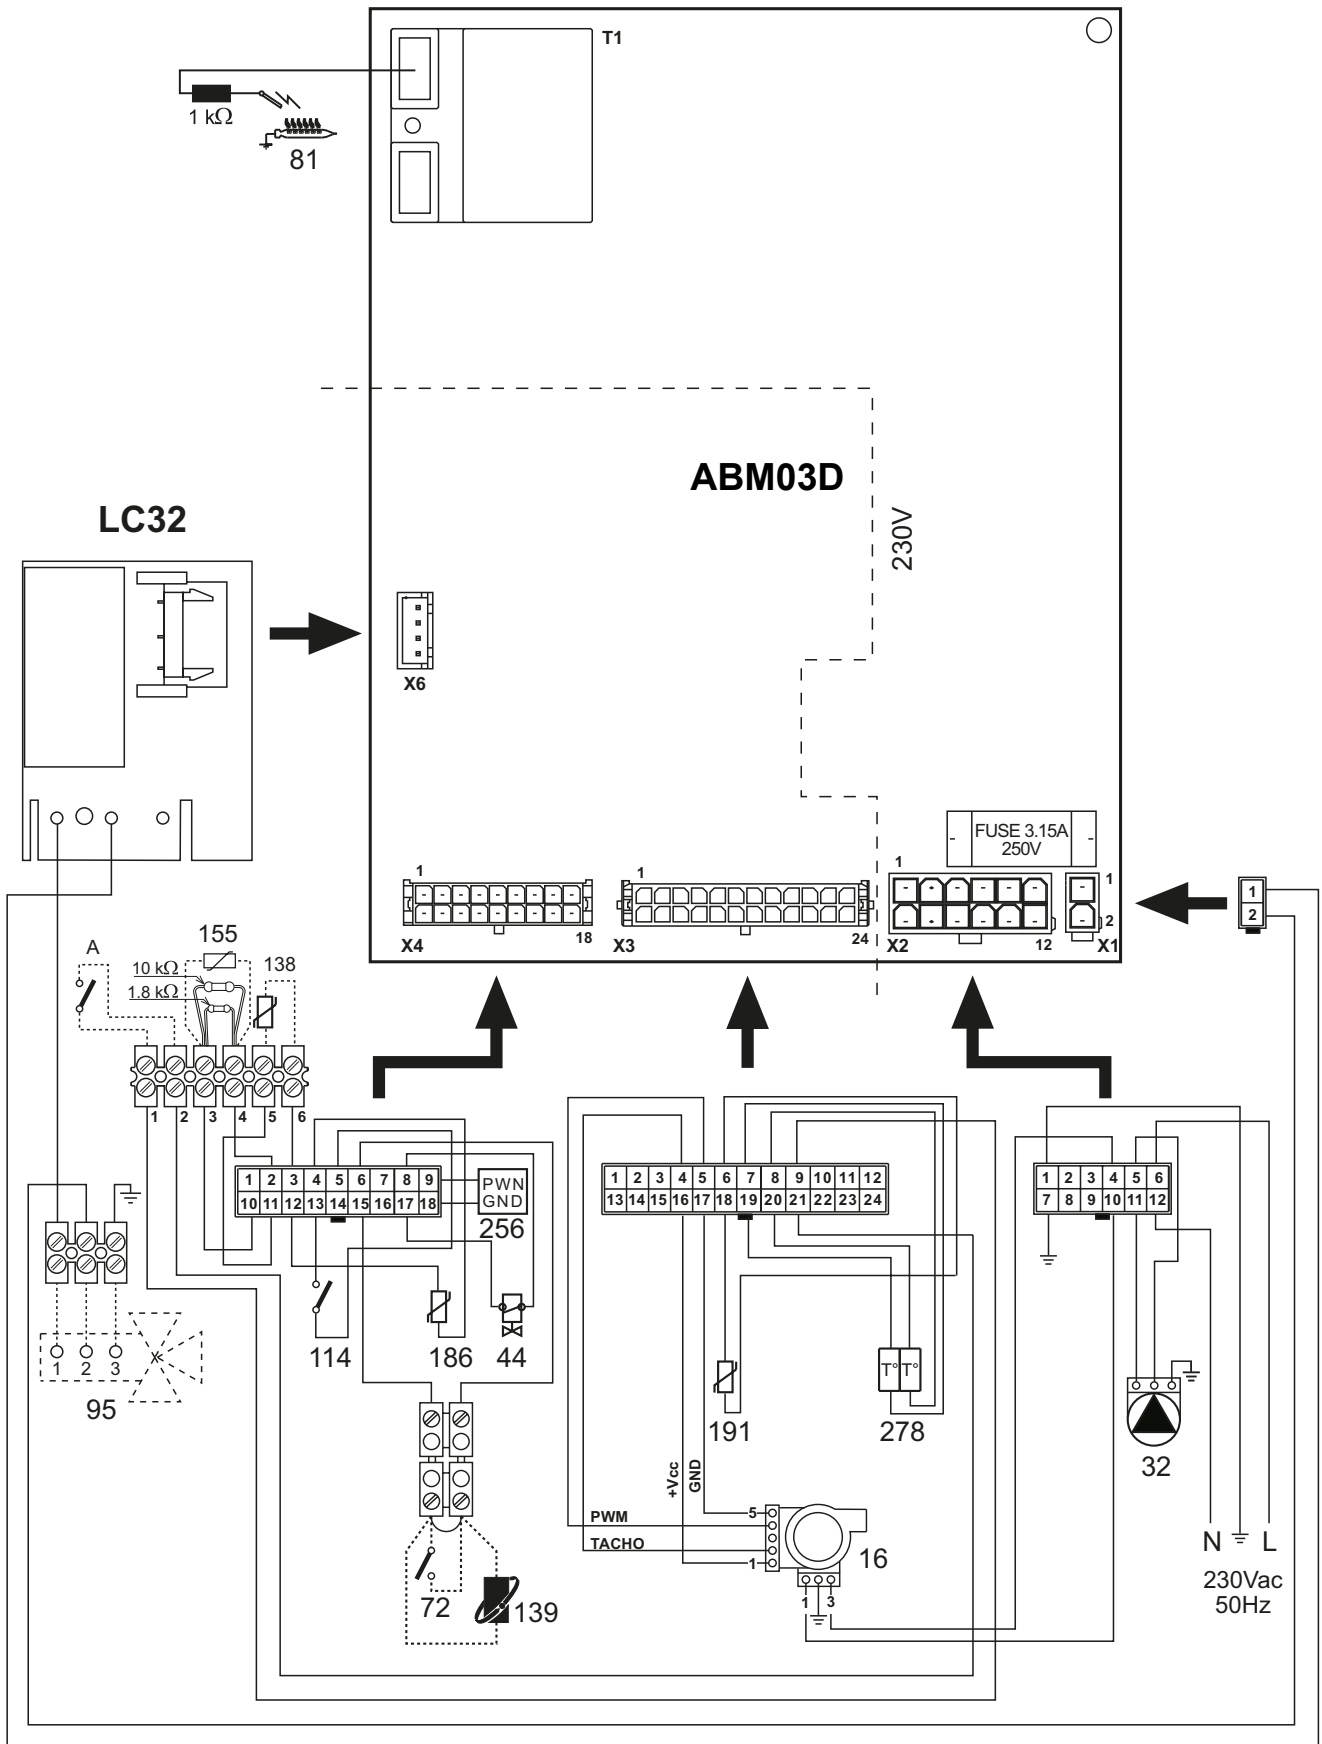 T1
1 kΩ
81
ABM03D
230V
LC32
X6
FUSE 3.15A
250V
1
1
1
1
2
X4
18
X3
24
X2
12
X1
1
2
A
155
10 kΩ
1.8 kΩ
138
1 2 3 4 5 6
1 2 3 4 5 6 7 8 9
10 11 12 13 14 15 16 17 18
PWN
GND
256
1 2 3 4 5 6 7 8 9 10 11 12
13 14 15 16 17 18 19 20 21 22 23 24
1 2 3 4 5 6
7 8 9 10 11 12
1 2 3
95
114
186
44
191
T° T°
278
32
+Vcc
GND
PWM
TACHO
5
1
16
1 3
72
139
N L
230Vac
50Hz